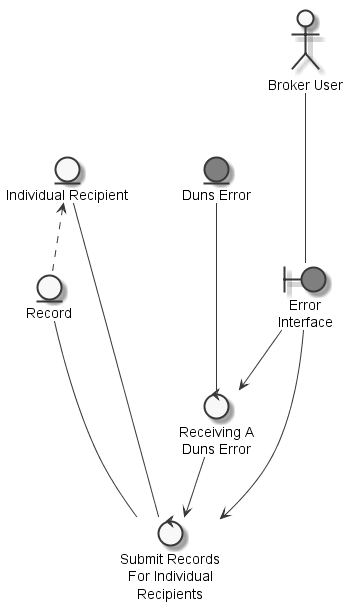 Broker User
Individual Recipient
Duns Error
Record
Error
Interface
Receiving A
Duns Error
Submit Records
For Individual
Recipients